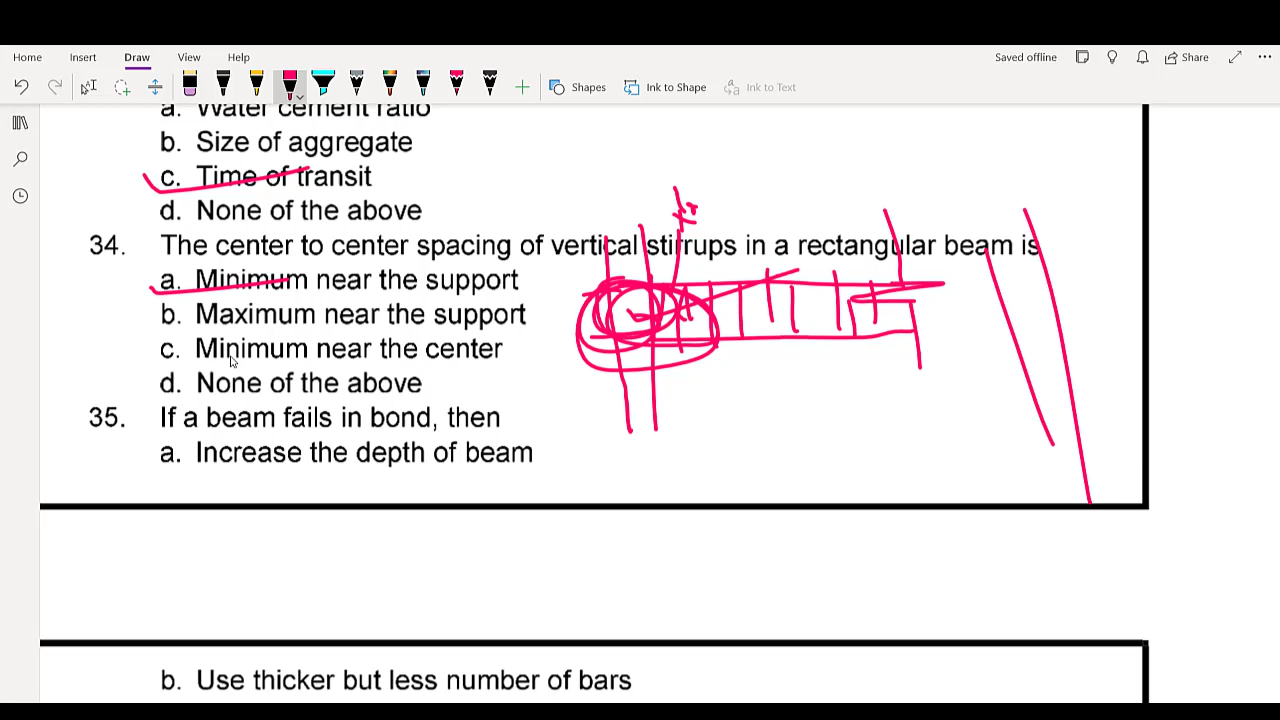 Home Insert Draw View Help Saved offline Share
Shapes Ink to Shape Ink to Text
a. Water cement ratio
b. Size of aggregate
c. Time of transit
d. None of the above
34. The center to center spacing of vertical stirrups in a rectangular beam is
a. Minimum near the support
b. Maximum near the support
c. Minimum near the center
d. None of the above
35. If a beam fails in bond, then
a. Increase the depth of beam
b. Use thicker but less number of bars